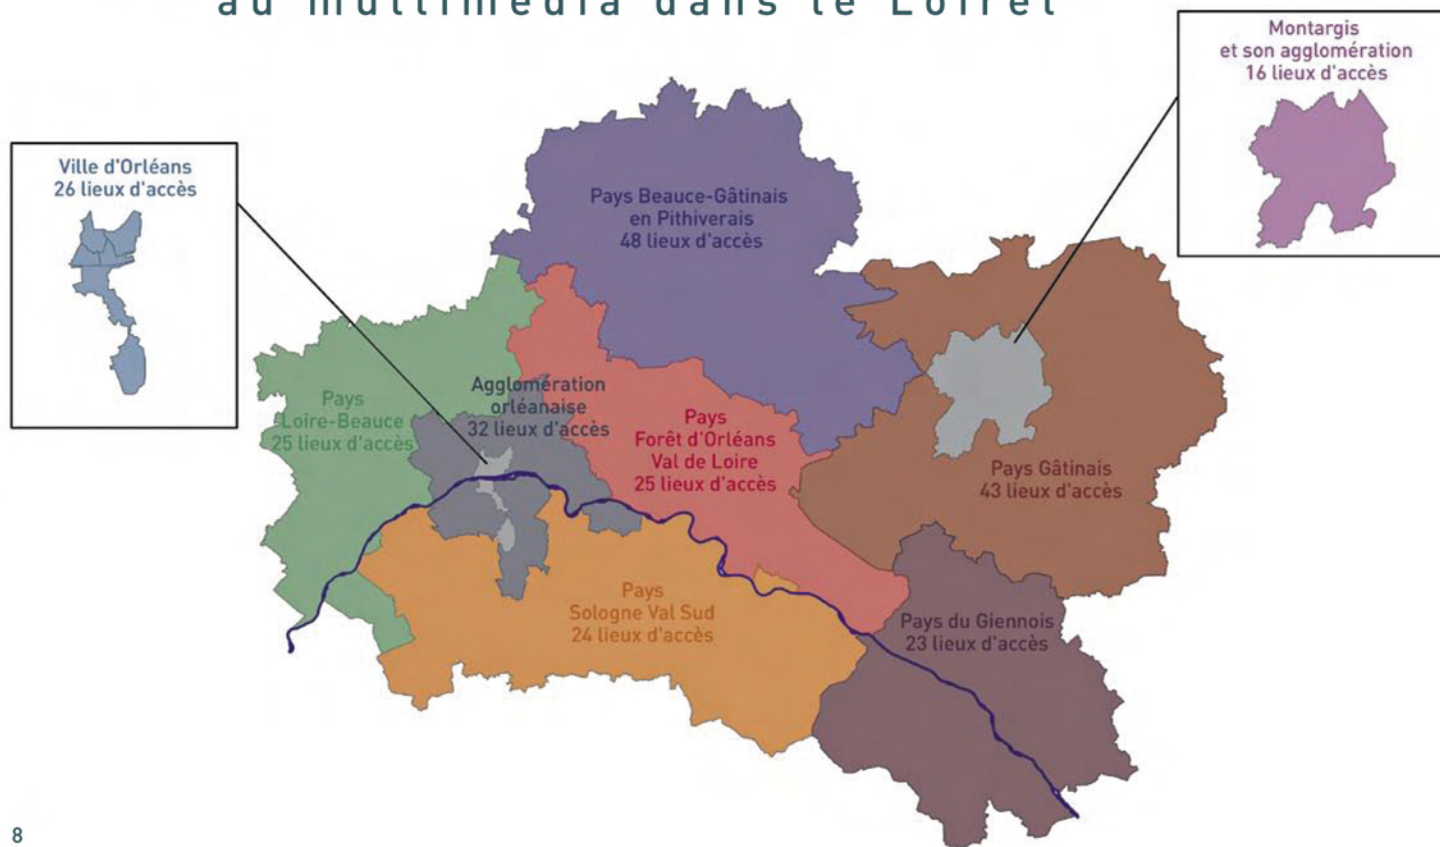 au multimédia dans le Loiret
Montargis
et son agglomération
16 lieux d'accès
Ville d'Orléans
26 lieux d'accès
Pays Beauce-Gâtinais
en Pithiverais
48 lieux d'accès
Agglomération
orléanaise
32 lieux d'accès
Pays
Loire-Beauce
25 lieux d'accès
Pays
Forêt d'Orléans
Val de Loire
25 lieux d'accès
Pays Gâtinais
43 lieux d'accès
Pays
Sologne Val Sud
24 lieux d'accès
Pays du Giennois
23 lieux d'accès
8